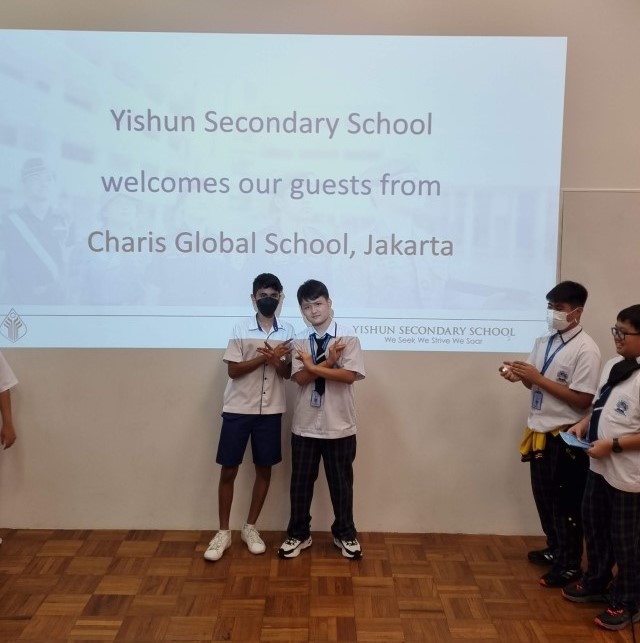 Yishun Secondary School
welcomes our guests from
Charis Global School, Jakarta
YISHUN SECONDARY SCHOOL
We Seek We Strive We Soar